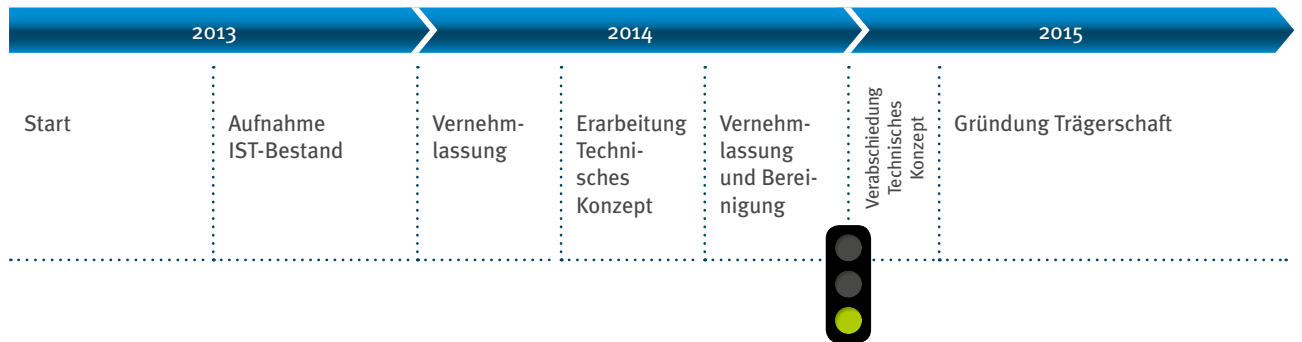 2013
2014
2015
Start
Aufnahme
IST-Bestand
Vernehm-
lassung
Erarbeitung
Techni-
sches
Konzept
Vernehm-
lassung
und Berei-
nigung
Verabschiedung
Technisches
Konzept
Gründung Trägerschaft